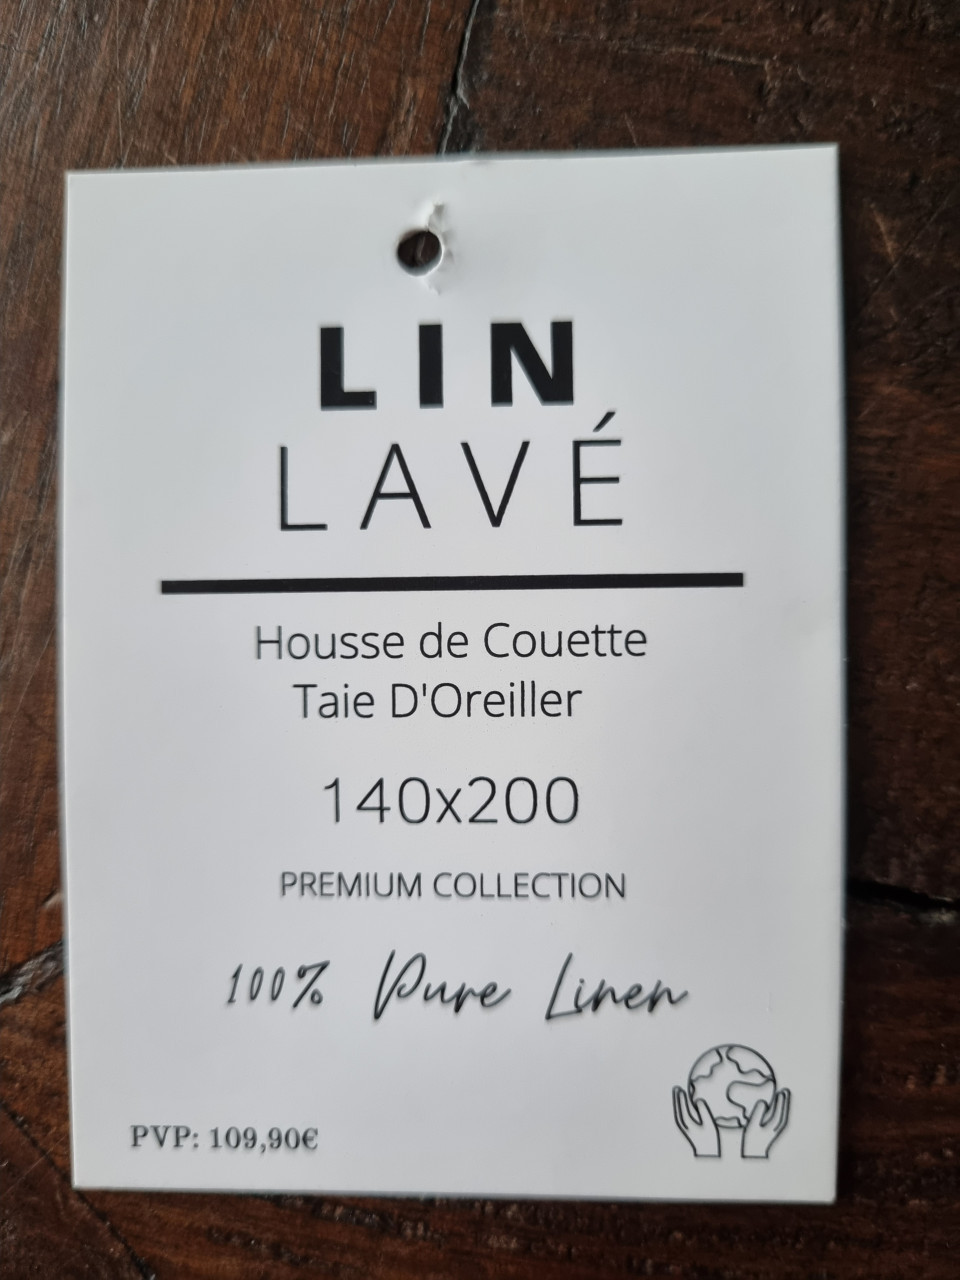 LIN
LAVÉ
Housse de Couette
Taie D'Oreiller
140x200
PREMIUM COLLECTION
100% Pure Linen
PVP: 109,90€